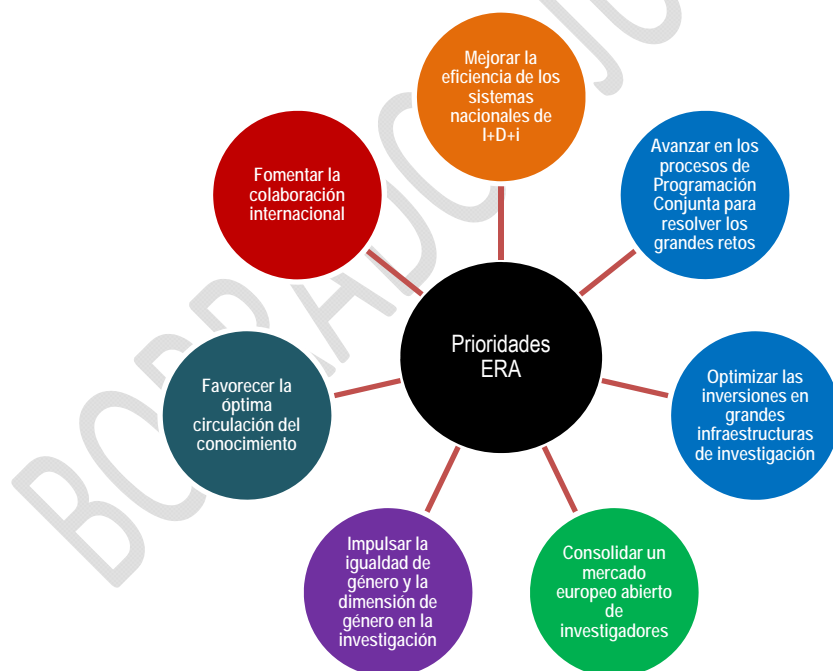 Mejorar la
eficiencia de los
sistemas
nacionales de
I+D+i
Avanzar en los
procesos de
Programación
Conjunta para
resolver los
grandes retos
Optimizar las
inversiones en
grandes
infraestructuras
de investigación
Consolidar un
mercado
europeo abierto
de
investigadores
Impulsar la
igualdad de
género y la
dimensión de
género en la
investigación
Favorecer la
óptima
circulación del
conocimiento
Fomentar la
colaboración
internacional
Prioridades
ERA